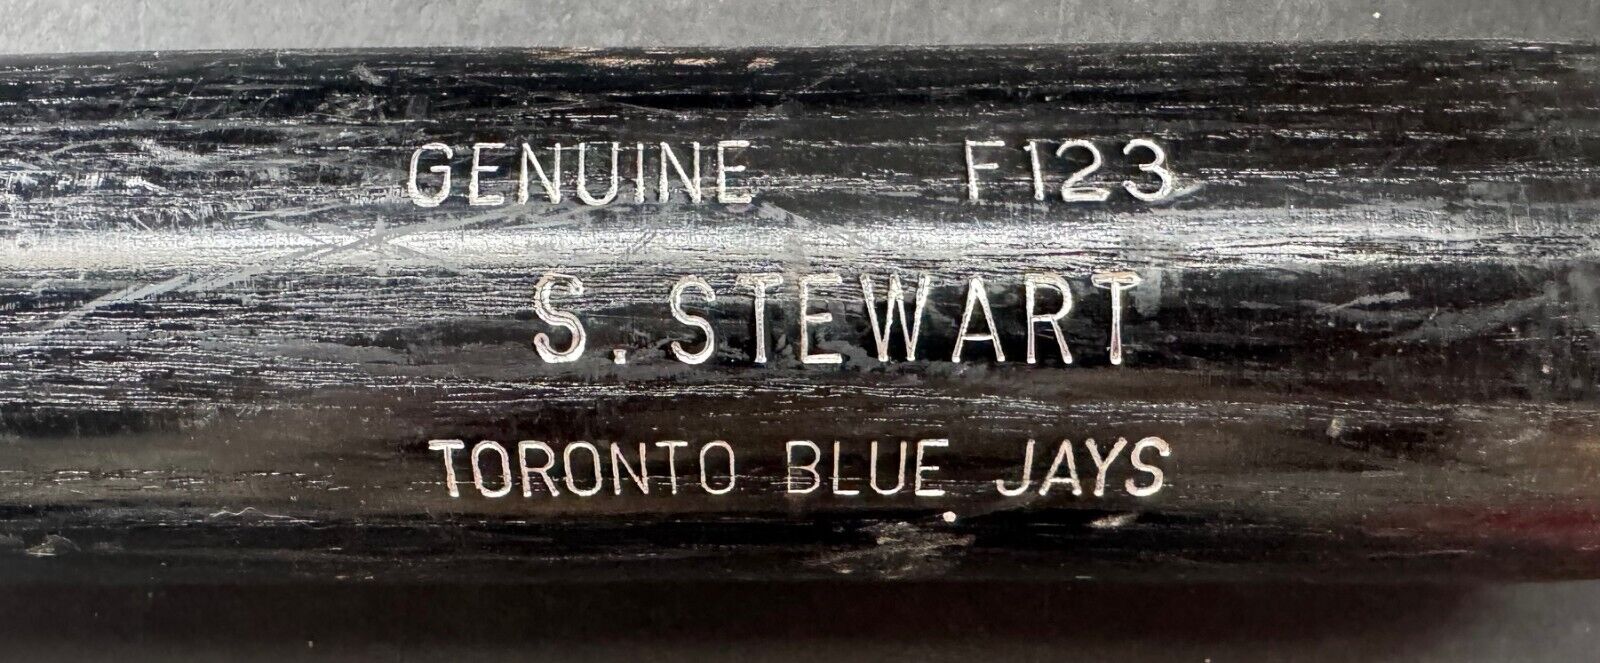 GENUINE F123
S. STEWART
TORONTO BLUE JAYS